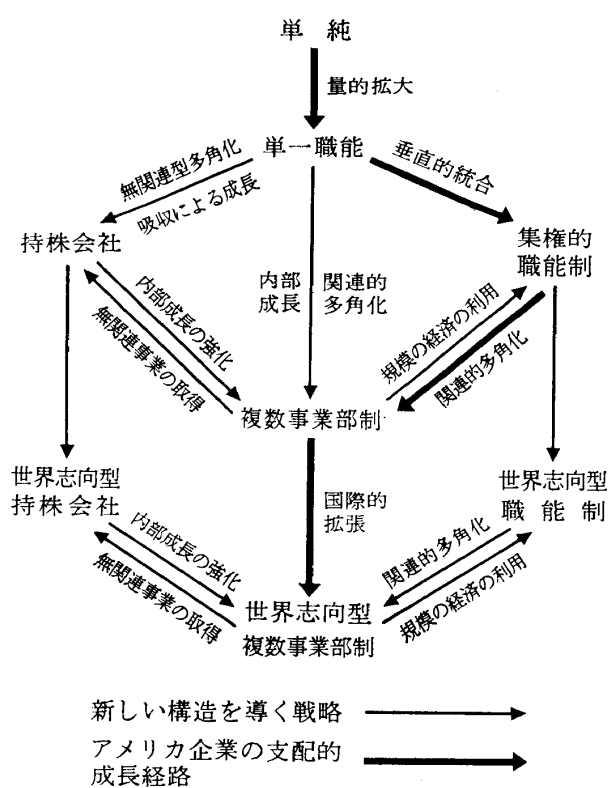 単純
量的拡大
単一職能
無関連型多角化
吸収による成長
垂直的統合
持株会社
集権的
職能制
内部
成長
関連的
多角化
内部成長の強化
無関連事業の取得
規模の経済の利用
関連的多角化
複数事業部制
世界志向型
持株会社
国際的
拡張
世界志向型
職能制
内部成長の強化
無関連事業の取得
関連的多角化
規模の経済の利用
世界志向型
複数事業部制
新しい構造を導く戦略
アメリカ企業の支配的
成長経路